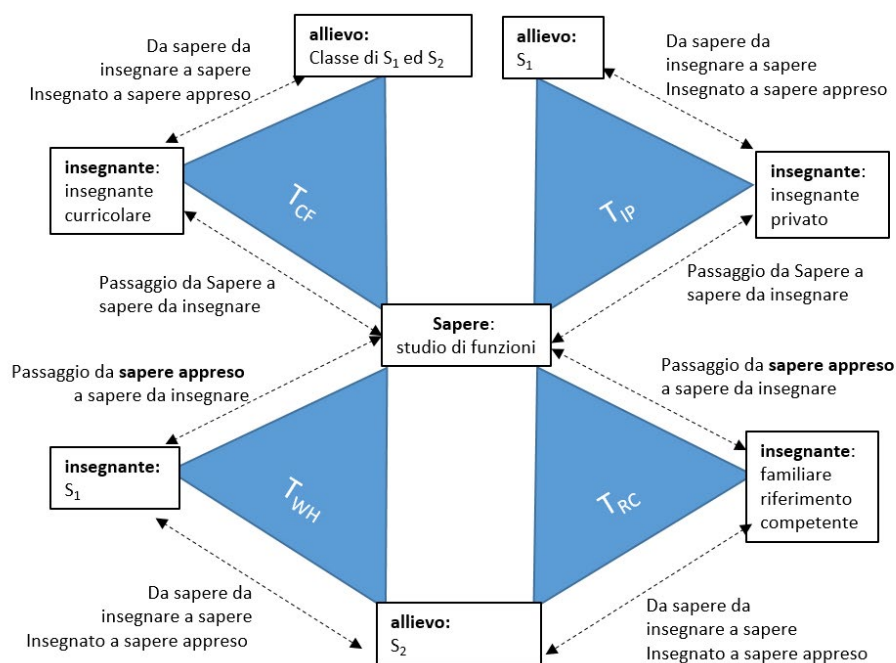 allievo:
Classe di S₁ ed S₂
allievo:
S₁
Da sapere da
insegnare a sapere
Insegnato a sapere appreso
Da sapere da
insegnare a sapere
Insegnato a sapere appreso
insegnante:
insegnante
curricolare
T_CF
T_IP
insegnante:
insegnante
privato
Passaggio da Sapere a
sapere da insegnare
Passaggio da Sapere a
sapere da insegnare
Sapere:
studio di funzioni
Passaggio da sapere appreso
a sapere da insegnare
Passaggio da sapere appreso
a sapere da insegnare
insegnante:
S₁
T_WH
T_RC
insegnante:
familiare
riferimento
competente
Da sapere da
insegnare a sapere
Insegnato a sapere appreso
allievo:
S₂
Da sapere da
insegnare a sapere
Insegnato a sapere appreso